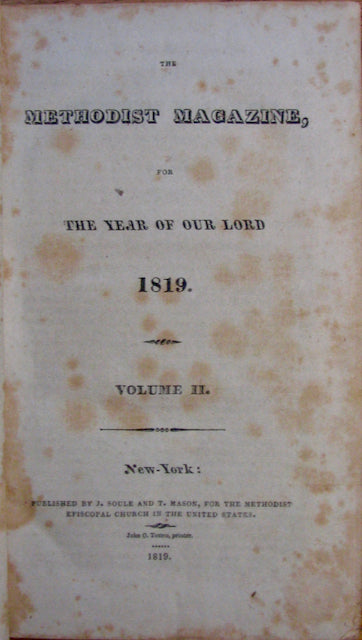 THE
METHODIST MAGAZINE,
FOR
THE YEAR OF OUR LORD
1819.
VOLUME II.
New-York:
PUBLISHED BY J. SOULE AND T. MASON, FOR THE METHODIST
EPISCOPAL CHURCH IN THE UNITED STATES.
John C. Totten, printer.
1819.